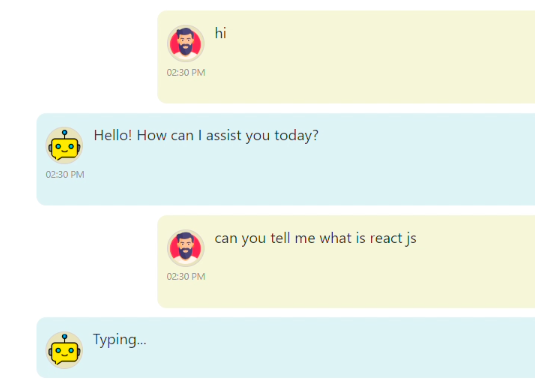 hi
02:30 PM
Hello! How can I assist you today?
02:30 PM
can you tell me what is react js
02:30 PM
Typing...